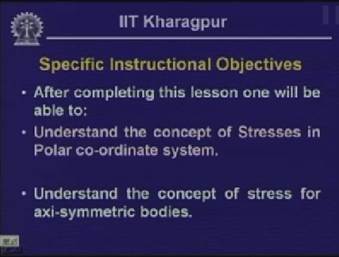 IIT Kharagpur
Specific Instructional Objectives
• After completing this lesson one will be
able to:
• Understand the concept of Stresses in
Polar co-ordinate system.
• Understand the concept of stress for
axi-symmetric bodies.